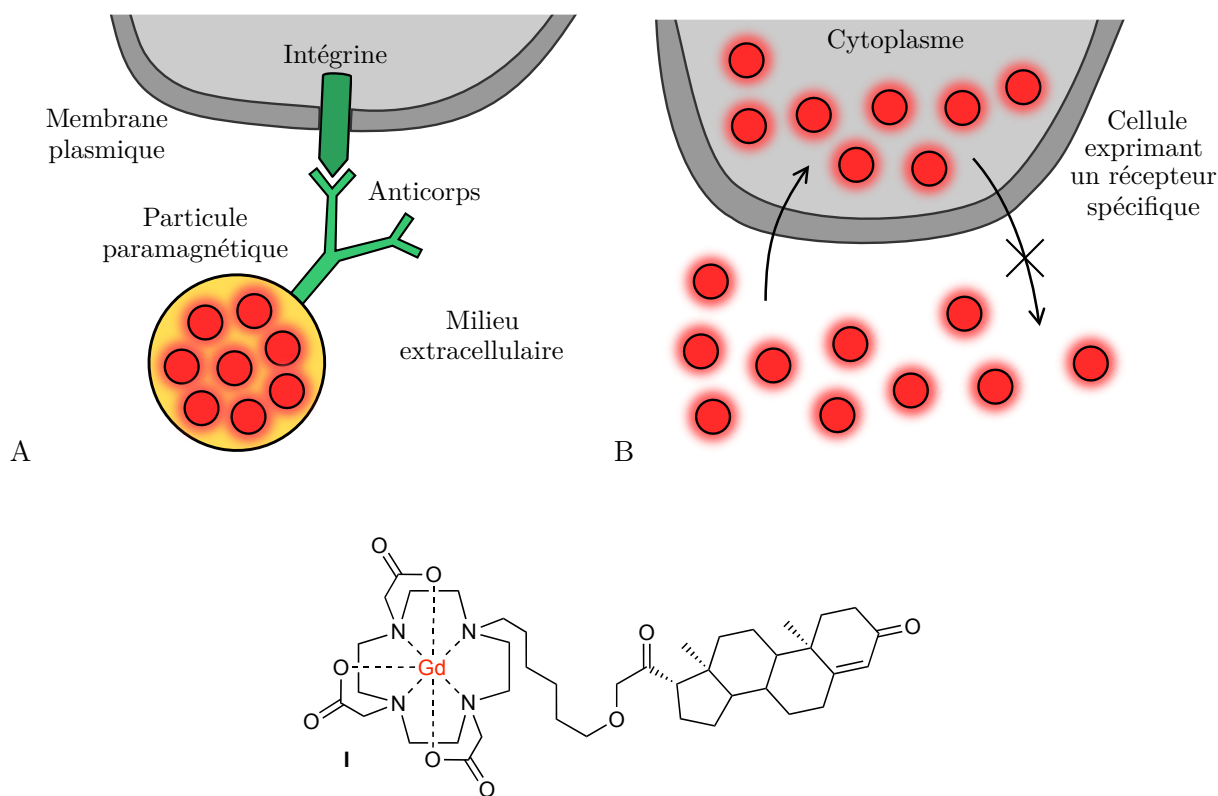 Intégrine
Membrane
plasmique
Anticorps
Particule
paramagnétique
Milieu
extracellulaire
A
Cytoplasme
Cellule
exprimant
un récepteur
spécifique
B
O
O
N
N
O
Gd
O
N
N
O
O
O
O
O
I